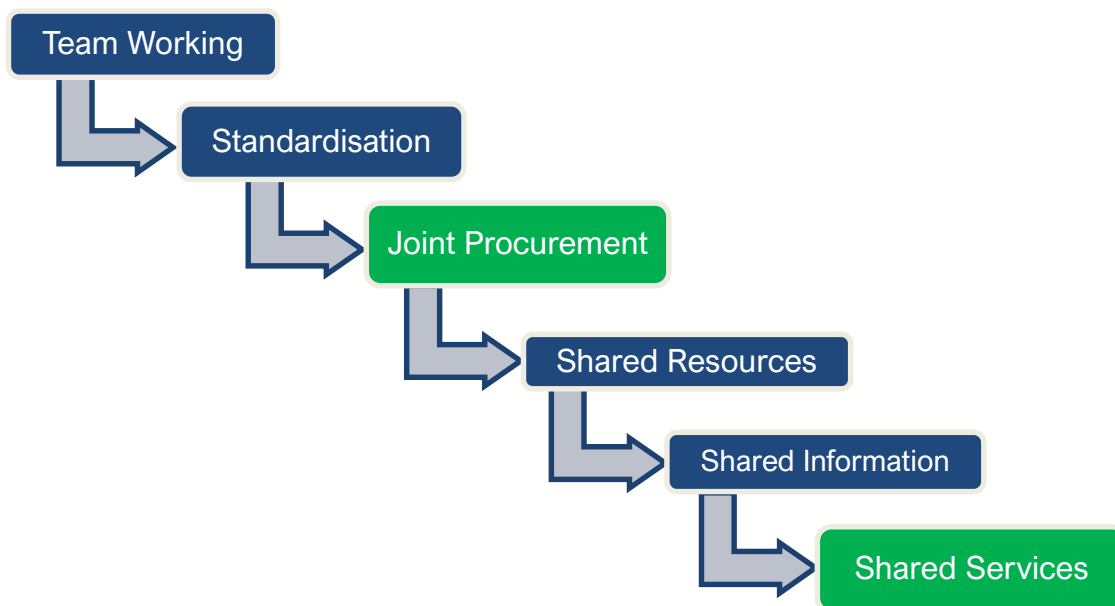 Team Working
Standardisation
Joint Procurement
Shared Resources
Shared Information
Shared Services